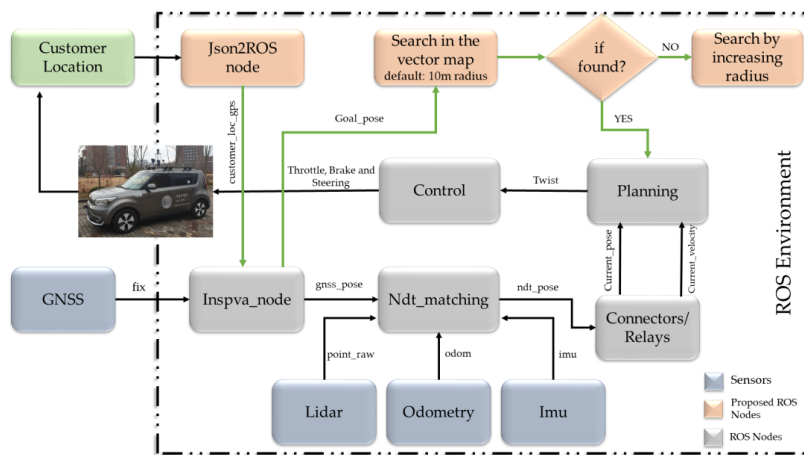 Customer
Location
Json2ROS
node
Search in the
vector map
default: 10m radius
if
found?
NO
Search by
increasing
radius
customer_loc_gps
Goal_pose
YES
Throttle, Brake and
Steering
Control
Twist
Planning
ROS Environment
GNSS
fix
Inspva_node
gnss_pose
Ndt_matching
ndt_pose
Current_pose
Current_velocity
Connectors/
Relays
point_raw
odom
imu
Lidar
Odometry
Imu
Sensors
Proposed ROS
Nodes
ROS Nodes